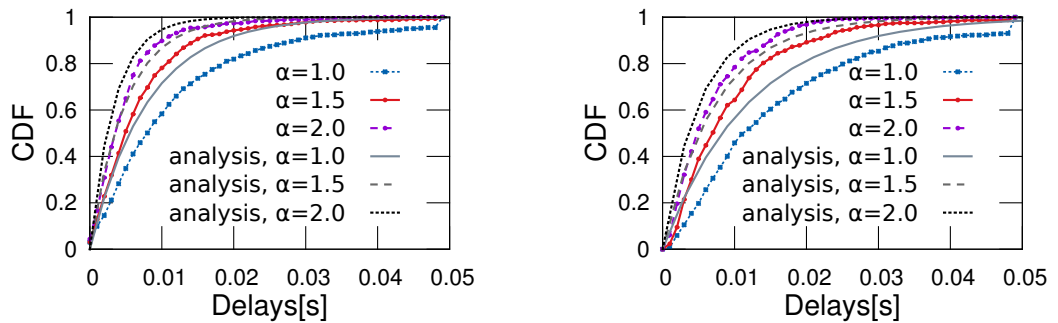 1
0.8
0.6
0.4
0.2
0
CDF
α=1.0
α=1.5
α=2.0
analysis, α=1.0
analysis, α=1.5
analysis, α=2.0
0 0.01 0.02 0.03 0.04 0.05
Delays[s]
1
0.8
0.6
0.4
0.2
0
CDF
α=1.0
α=1.5
α=2.0
analysis, α=1.0
analysis, α=1.5
analysis, α=2.0
0 0.01 0.02 0.03 0.04 0.05
Delays[s]